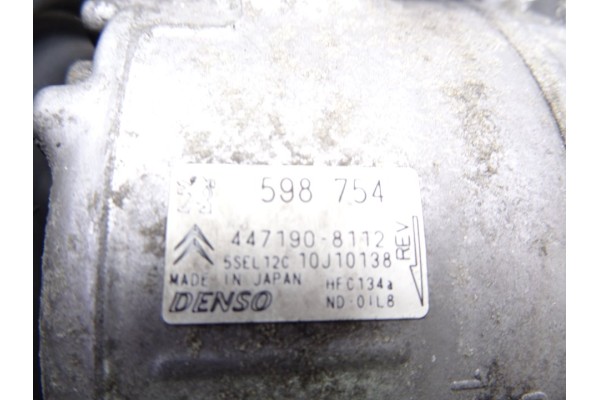 598 754
447190-8112
5SEL12C 10J10138
REV
MADE IN JAPAN HFC134a
DENSO ND-OIL8